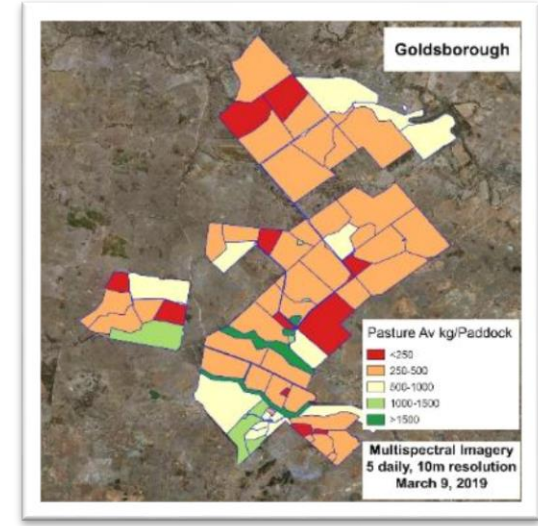 Goldsborough
Pasture Av kg/Paddock
<250
250-500
500-1000
1000-1500
>1500
Multispectral Imagery
5 daily, 10m resolution
March 9, 2019